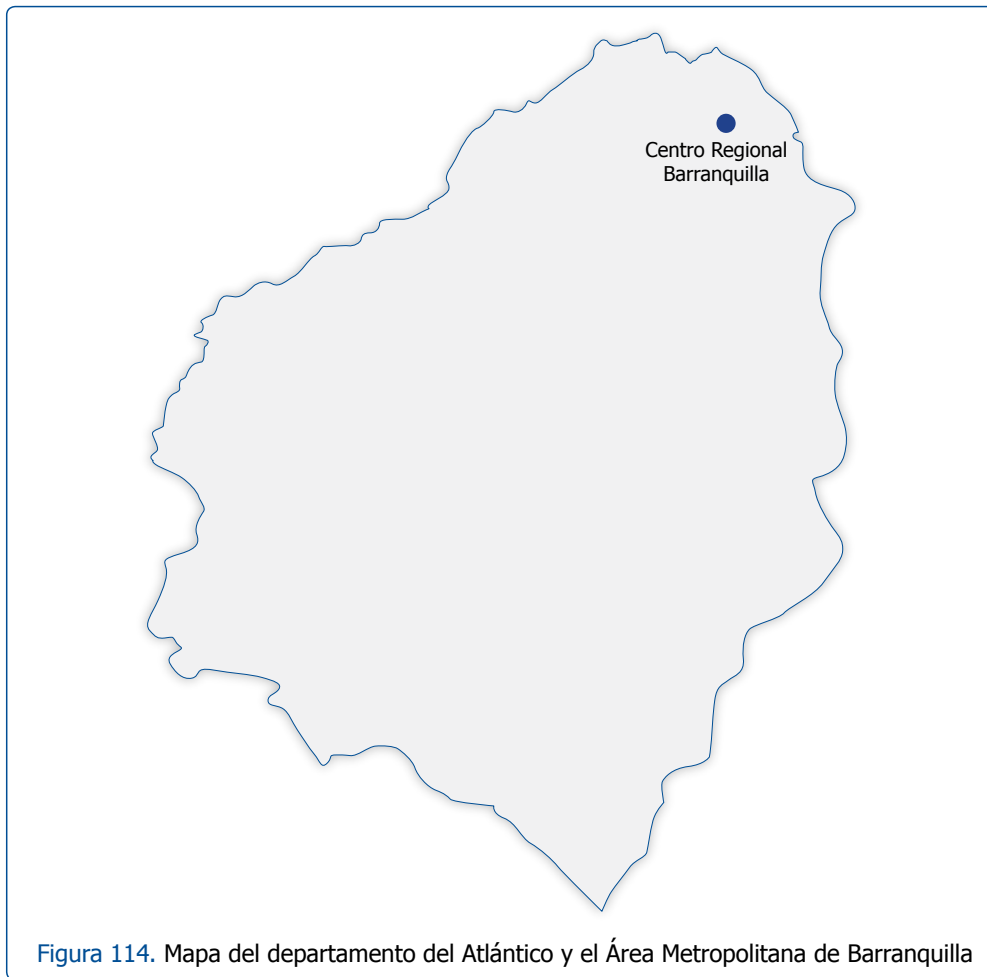 Centro Regional
Barranquilla
Figura 114. Mapa del departamento del Atlántico y el Área Metropolitana de Barranquilla